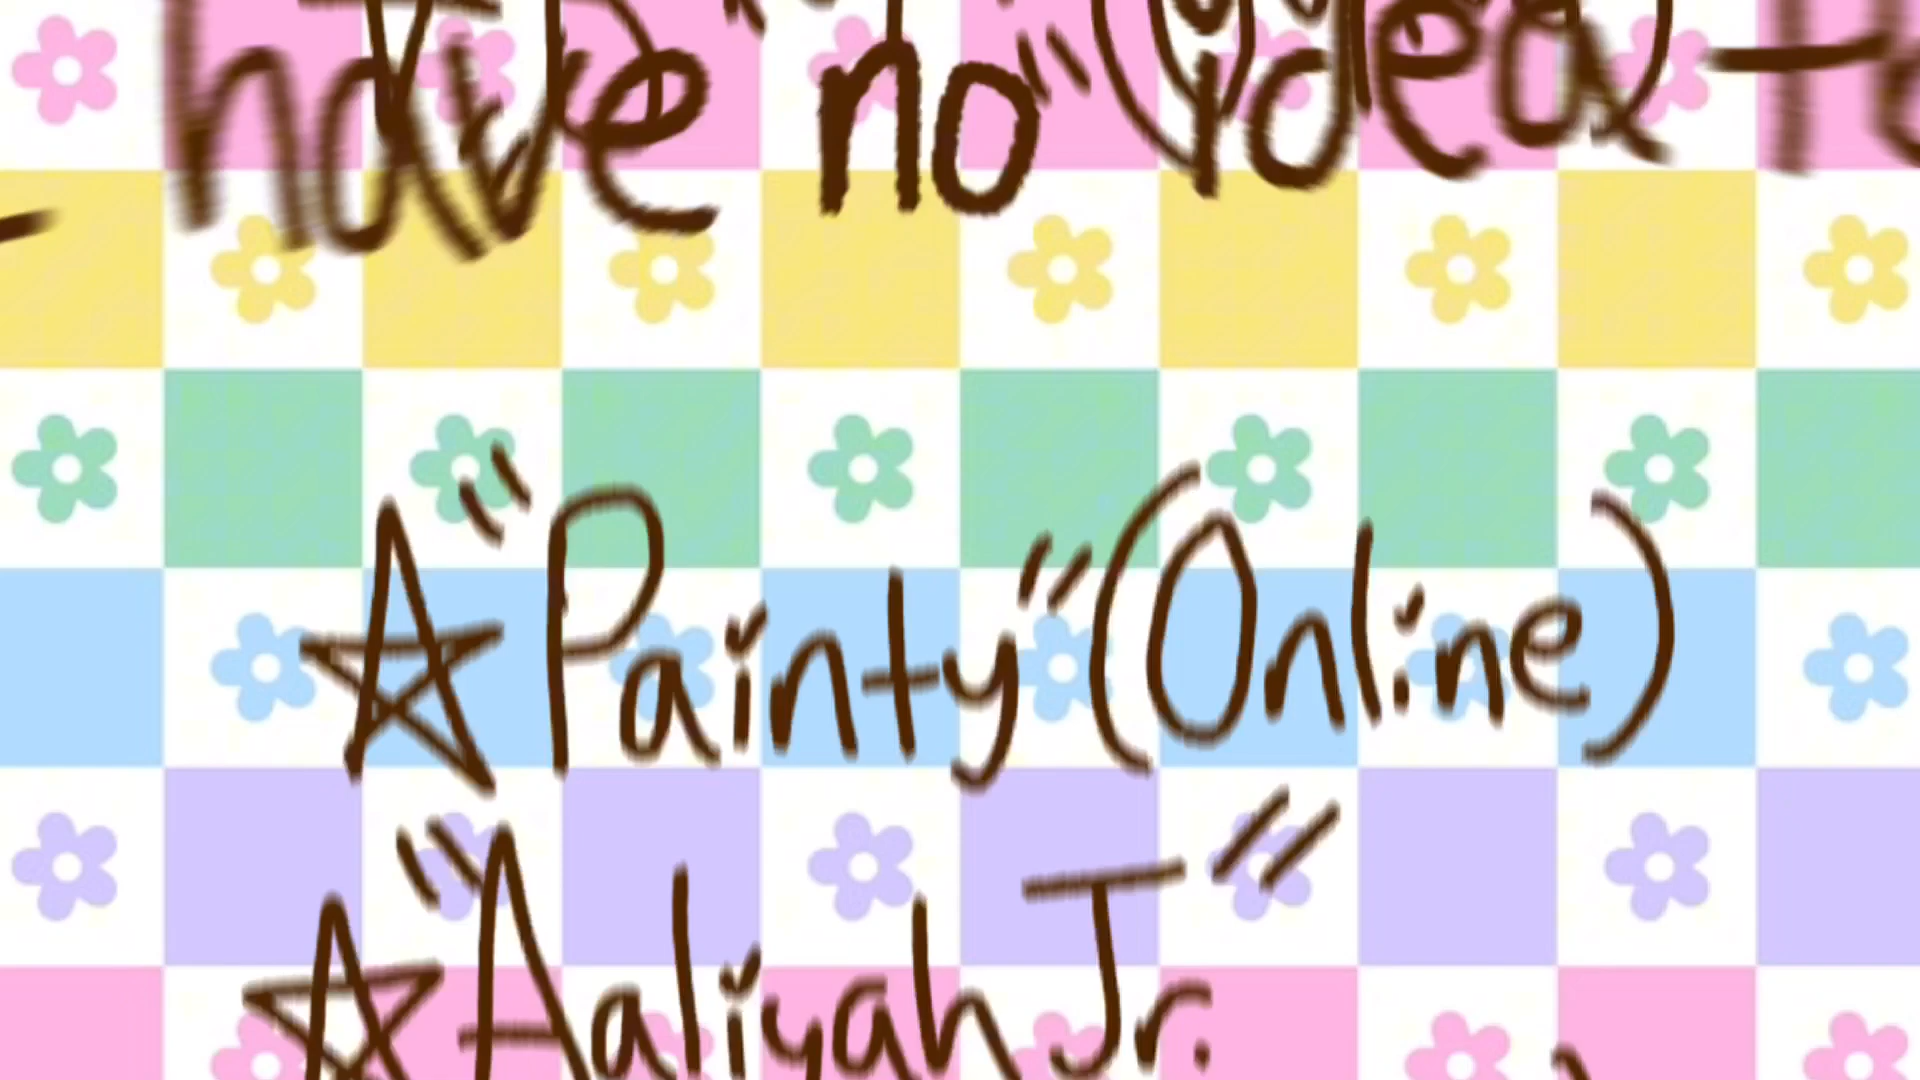 have no idea
☆"Painty"(Online)
☆"Aaliyah Jr."